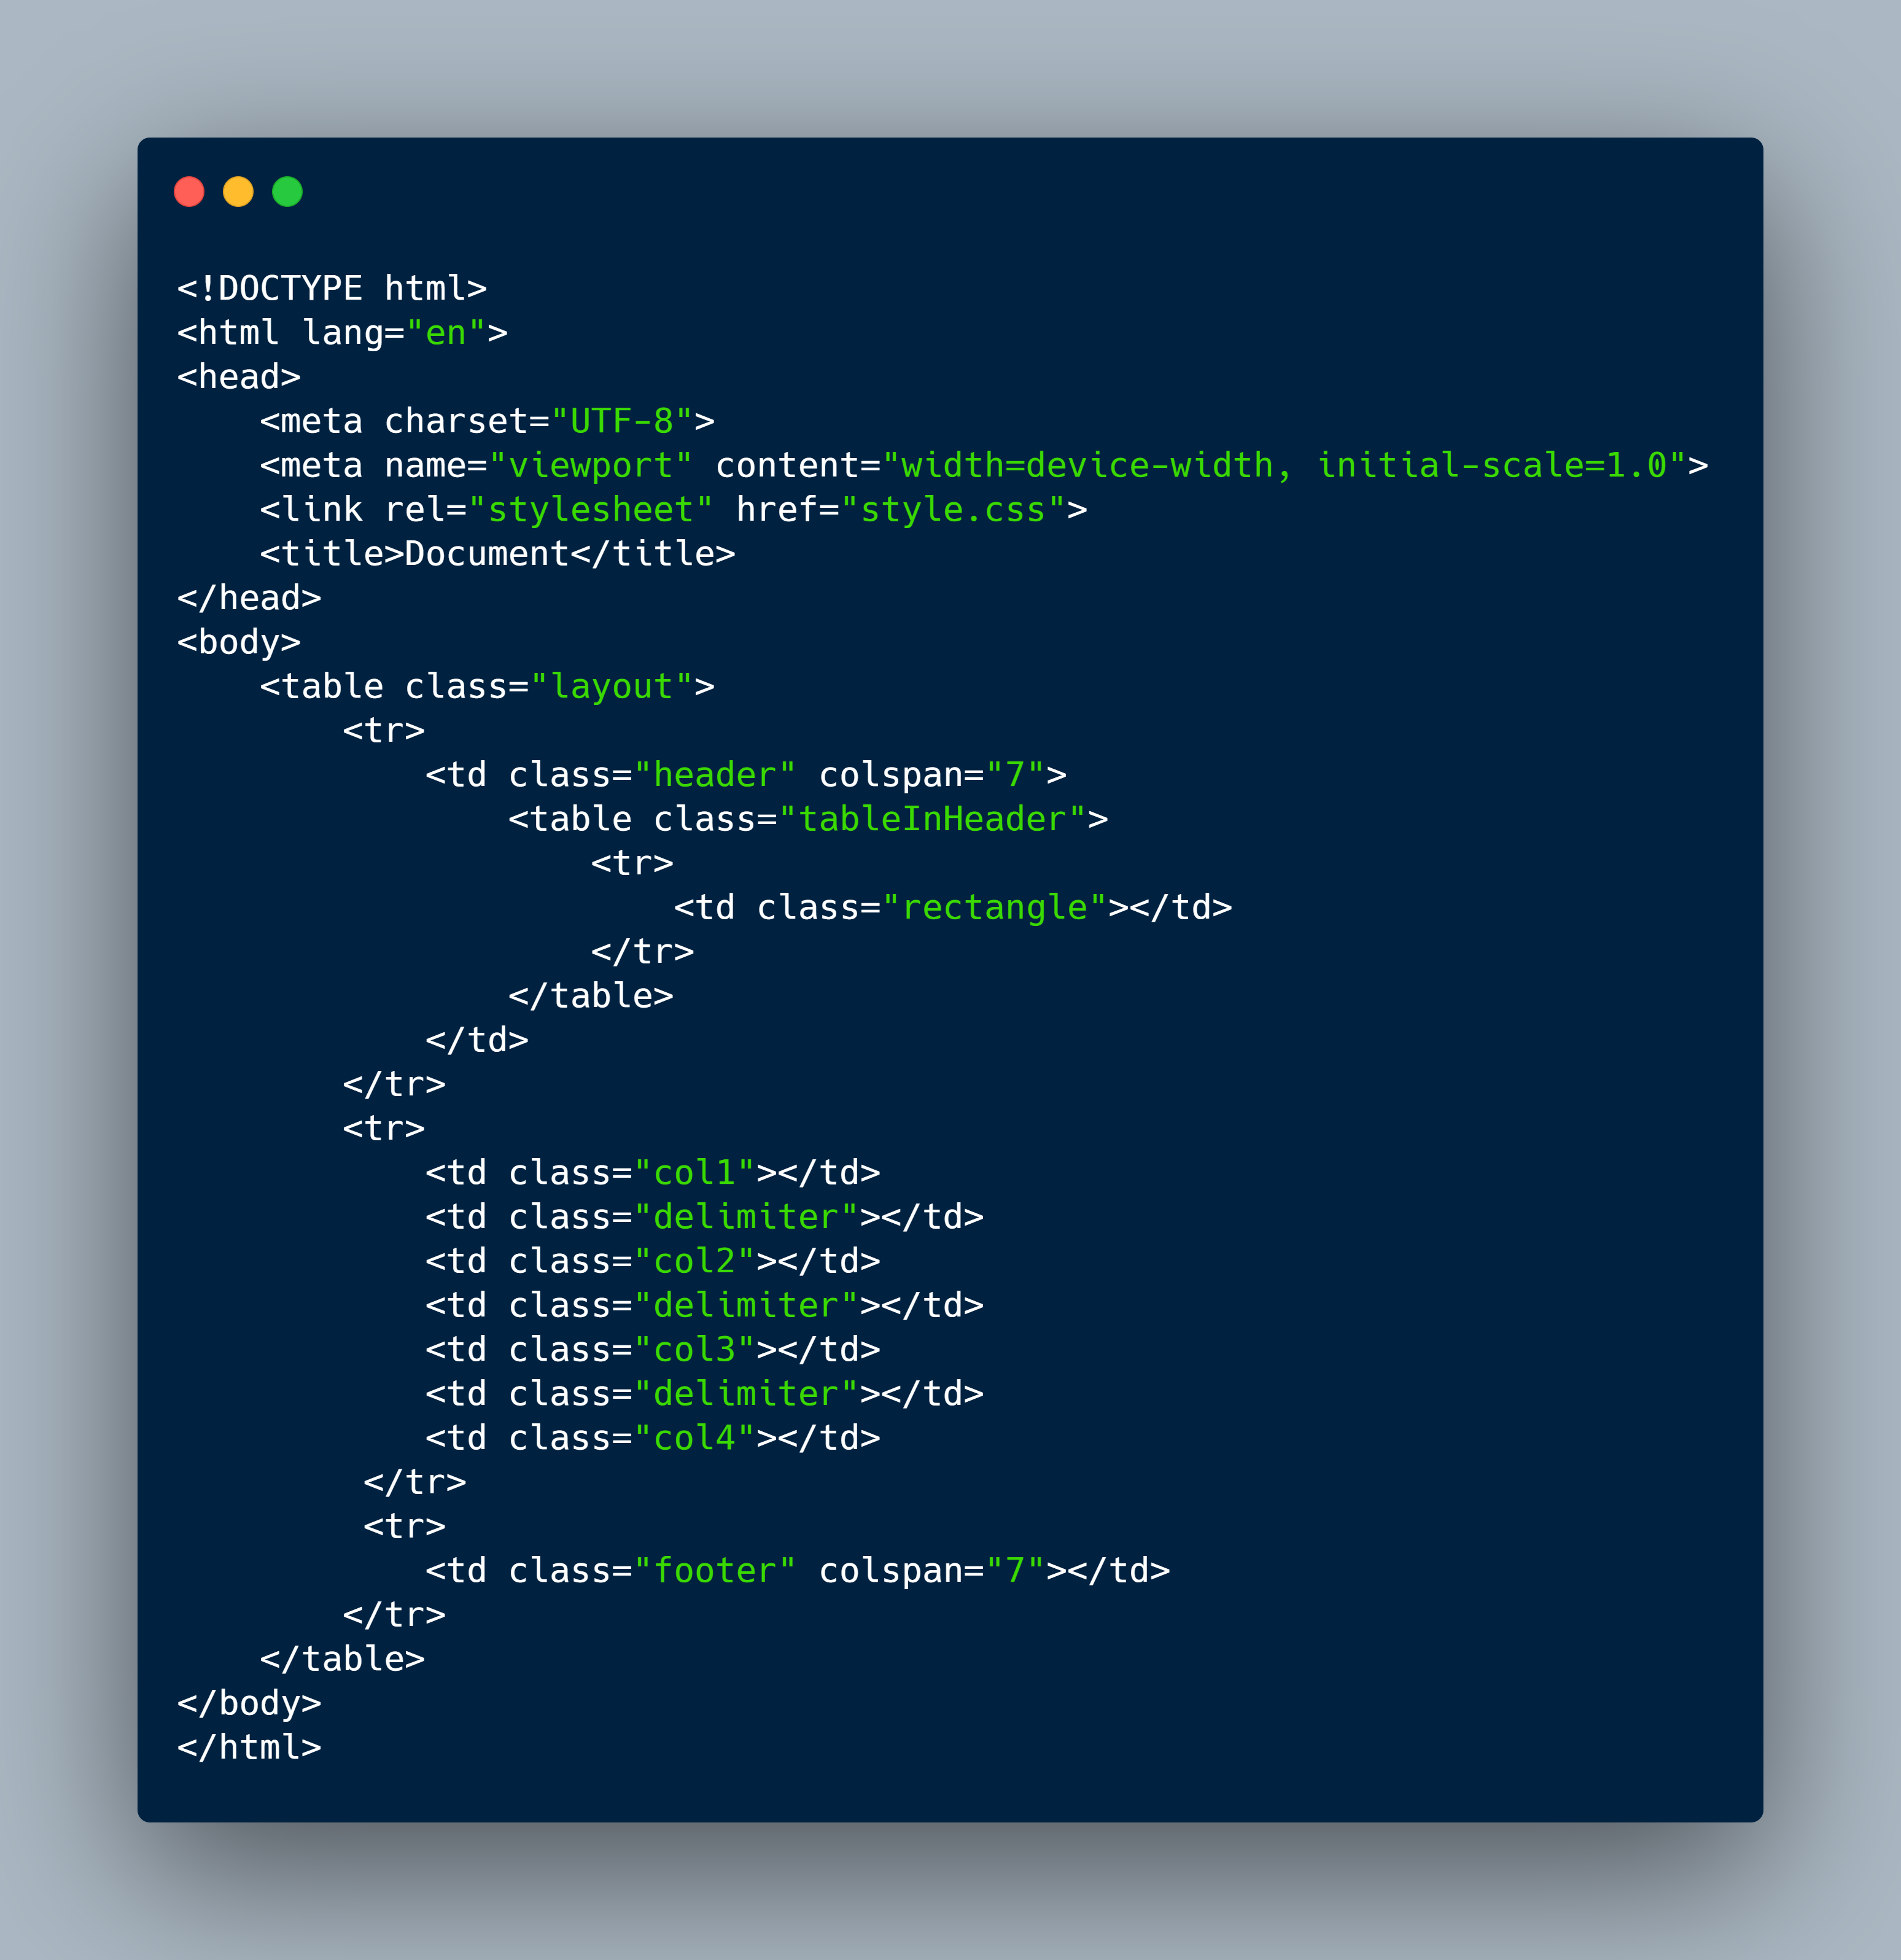 <!DOCTYPE html>
<html lang="en">
<head>
    <meta charset="UTF-8">
    <meta name="viewport" content="width=device-width, initial-scale=1.0">
    <link rel="stylesheet" href="style.css">
    <title>Document</title>
</head>
<body>
    <table class="layout">
        <tr>
            <td class="header" colspan="7">
                <table class="tableInHeader">
                    <tr>
                        <td class="rectangle"></td>
                    </tr>
                </table>
            </td>
        </tr>
        <tr>
            <td class="col1"></td>
            <td class="delimiter"></td>
            <td class="col2"></td>
            <td class="delimiter"></td>
            <td class="col3"></td>
            <td class="delimiter"></td>
            <td class="col4"></td>
         </tr>
         <tr>
            <td class="footer" colspan="7"></td>
        </tr>
    </table>
</body>
</html>